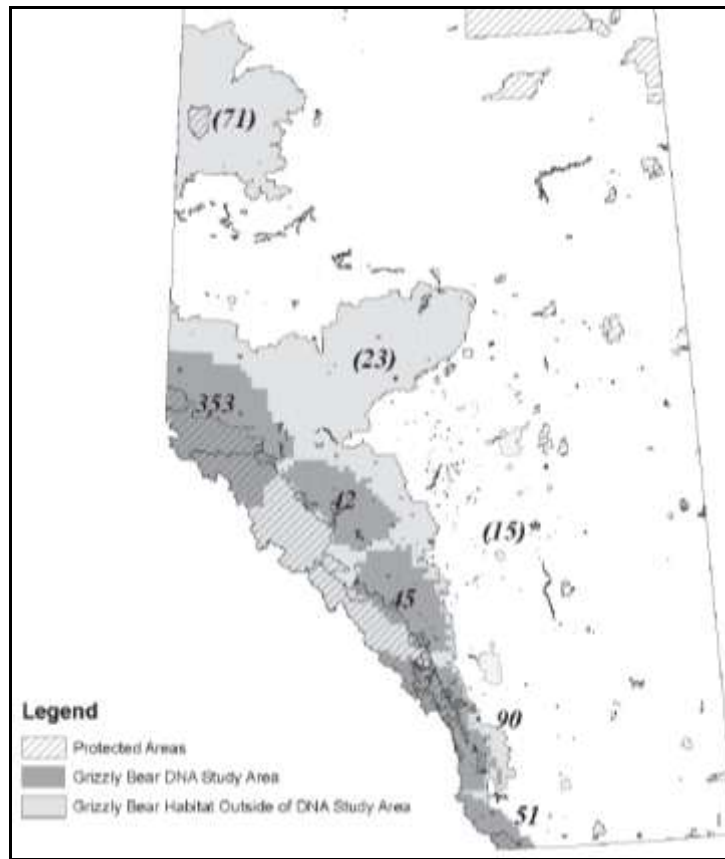 (71)
(23)
353
42
(15)*
45
90
51
Legend
Protected Areas
Grizzly Bear DNA Study Area
Grizzly Bear Habitat Outside of DNA Study Area